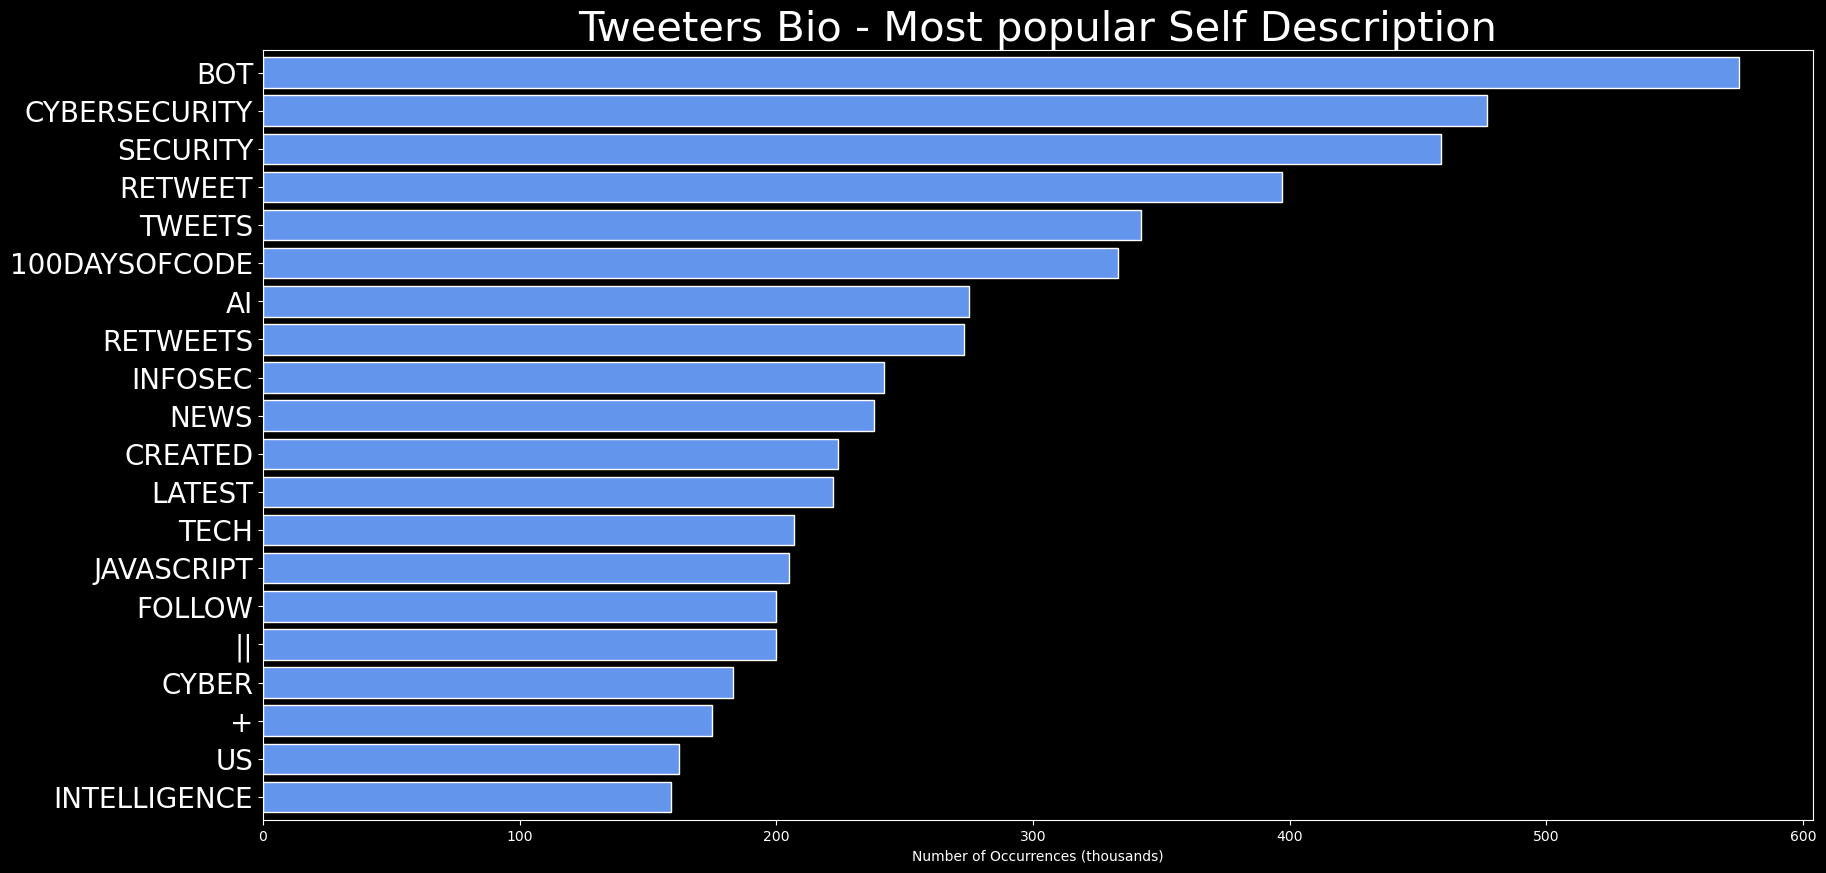 Tweeters Bio - Most popular Self Description
BOT
CYBERSECURITY
SECURITY
RETWEET
TWEETS
100DAYSOFCODE
AI
RETWEETS
INFOSEC
NEWS
CREATED
LATEST
TECH
JAVASCRIPT
FOLLOW
||
CYBER
+
US
INTELLIGENCE
0 100 200 300 400 500 600
Number of Occurrences (thousands)